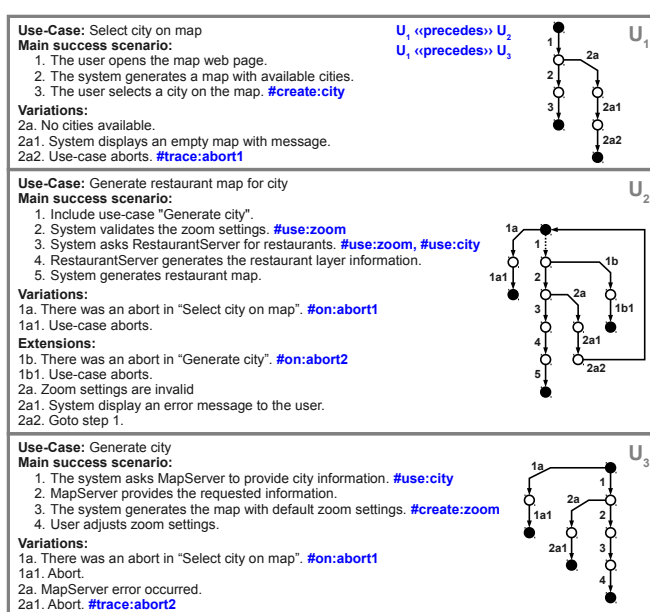 Use-Case: Select city on map
Main success scenario:
1. The user opens the map web page.
2. The system generates a map with available cities.
3. The user selects a city on the map. #create:city
Variations:
2a. No cities available.
2a1. System displays an empty map with message.
2a2. Use-case aborts. #trace:abort1
U1 «precedes» U2
U1 «precedes» U3
U1
1
2a
2
2a1
3
2a2
Use-Case: Generate restaurant map for city
Main success scenario:
1. Include use-case "Generate city".
2. System validates the zoom settings. #use:zoom
3. System asks RestaurantServer for restaurants. #use:zoom, #use:city
4. RestaurantServer generates the restaurant layer information.
5. System generates restaurant map.
Variations:
1a. There was an abort in “Select city on map”. #on:abort1
1a1. Use-case aborts.
Extensions:
1b. There was an abort in “Generate city”. #on:abort2
1b1. Use-case aborts.
2a. Zoom settings are invalid
2a1. System display an error message to the user.
2a2. Goto step 1.
U2
1a
1
1b
1a1
2
2a
1b1
3
2a1
4
2a2
5
Use-Case: Generate city
Main success scenario:
1. The system asks MapServer to provide city information. #use:city
2. MapServer provides the requested information.
3. The system generates the map with default zoom settings. #create:zoom
4. User adjusts zoom settings.
Variations:
1a. There was an abort in “Select city on map”. #on:abort1
1a1. Abort.
2a. MapServer error occurred.
2a1. Abort. #trace:abort2
U3
1a
1
2a
1a1
2
2a1
3
4